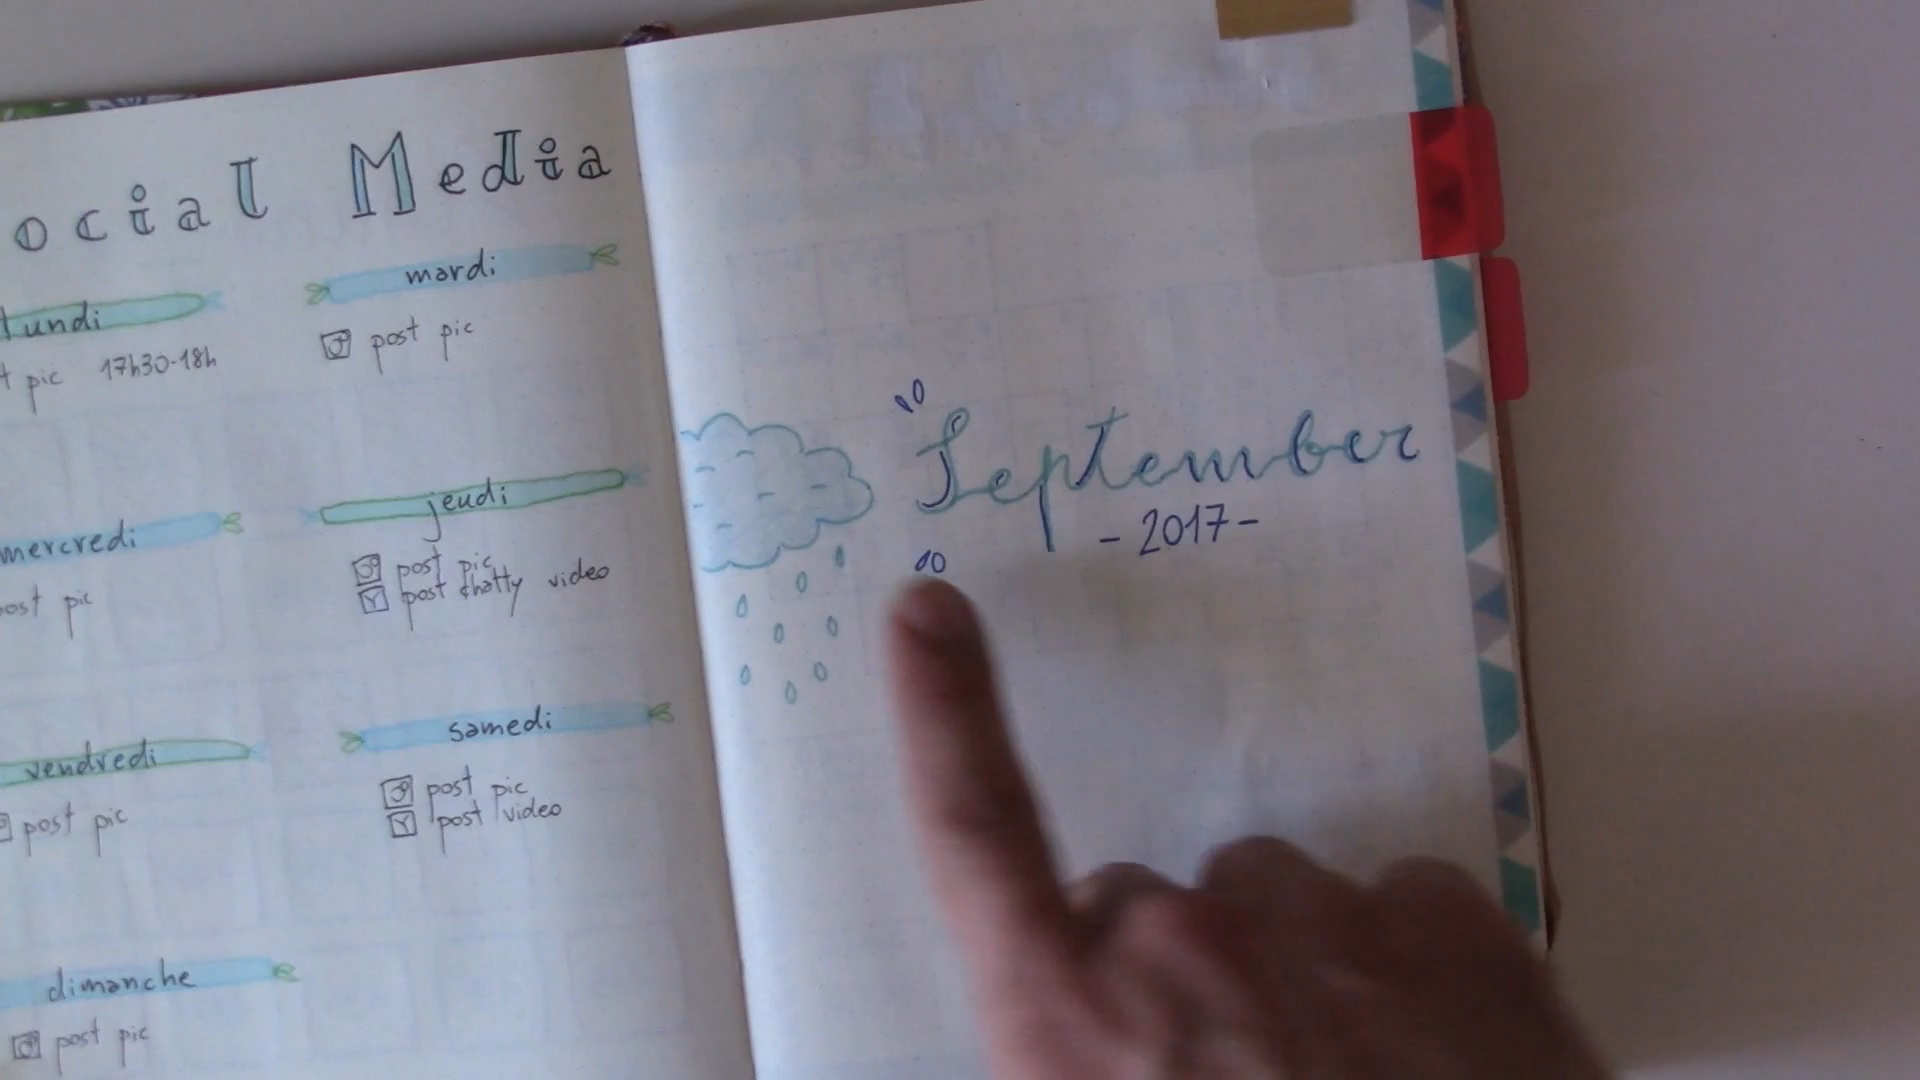 ocial Media
lundi
mardi
t pic 17h30-18h
post pic
mercredi
jeudi
ost pic
post pic
post chatty video
vendredi
samedi
post pic
post pic
post video
dimanche
post pic
September
-2017-